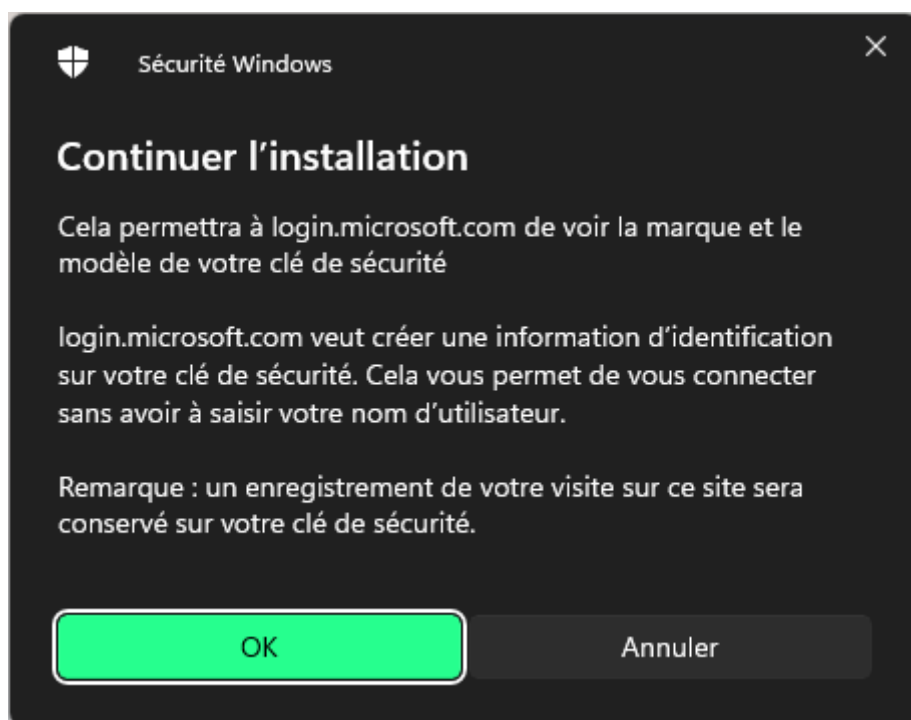 Sécurité Windows
Continuer l’installation
Cela permettra à login.microsoft.com de voir la marque et le
modèle de votre clé de sécurité
login.microsoft.com veut créer une information d’identification
sur votre clé de sécurité. Cela vous permet de vous connecter
sans avoir à saisir votre nom d’utilisateur.
Remarque : un enregistrement de votre visite sur ce site sera
conservé sur votre clé de sécurité.
OK
Annuler